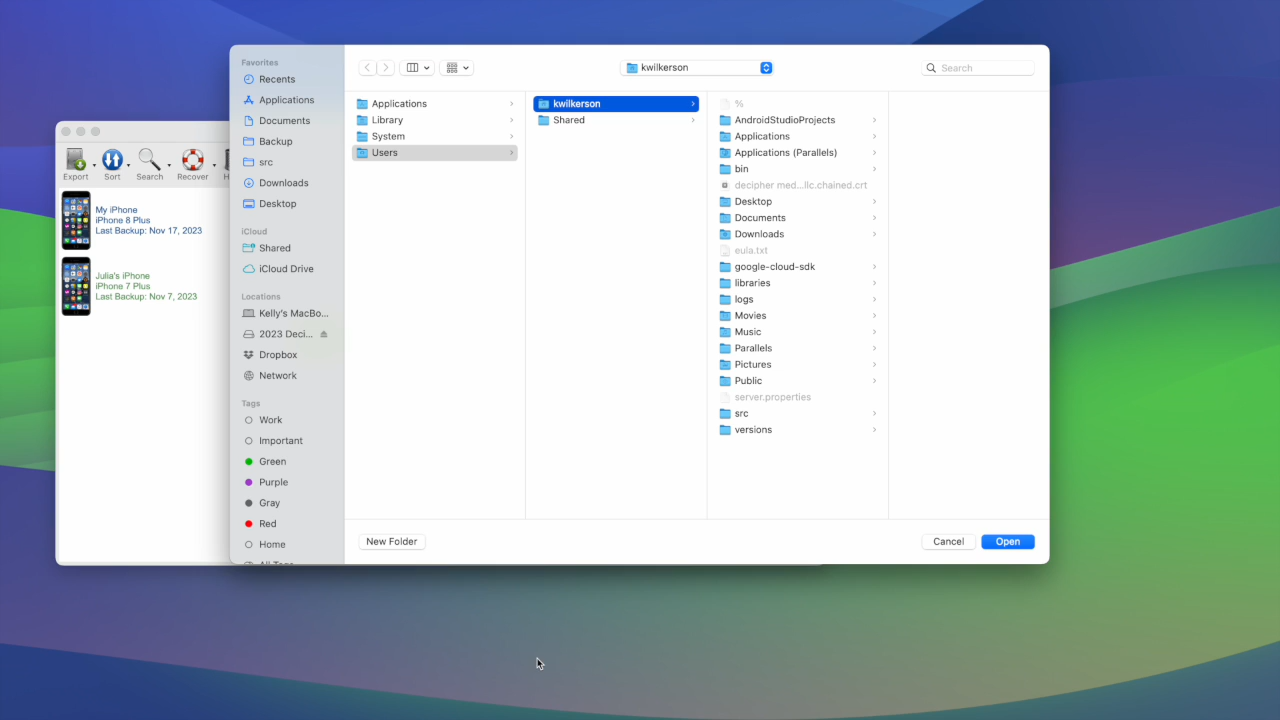 Export
Sort
Search
Recover
My iPhone
iPhone 8 Plus
Last Backup: Nov 17, 2023
Julia's iPhone
iPhone 7 Plus
Last Backup: Nov 7, 2023
Favorites
Recents
Applications
Documents
Backup
src
Downloads
Desktop
iCloud
Shared
iCloud Drive
Locations
Kelly's MacBo...
2023 Deci...
Dropbox
Network
Tags
Work
Important
Green
Purple
Gray
Red
Home
kwilkerson
Search
Applications
Library
System
Users
kwilkerson
Shared
%
AndroidStudioProjects
Applications
Applications (Parallels)
bin
decipher med...llc.chained.crt
Desktop
Documents
Downloads
eula.txt
google-cloud-sdk
libraries
logs
Movies
Music
Parallels
Pictures
Public
server.properties
src
versions
New Folder
Cancel
Open